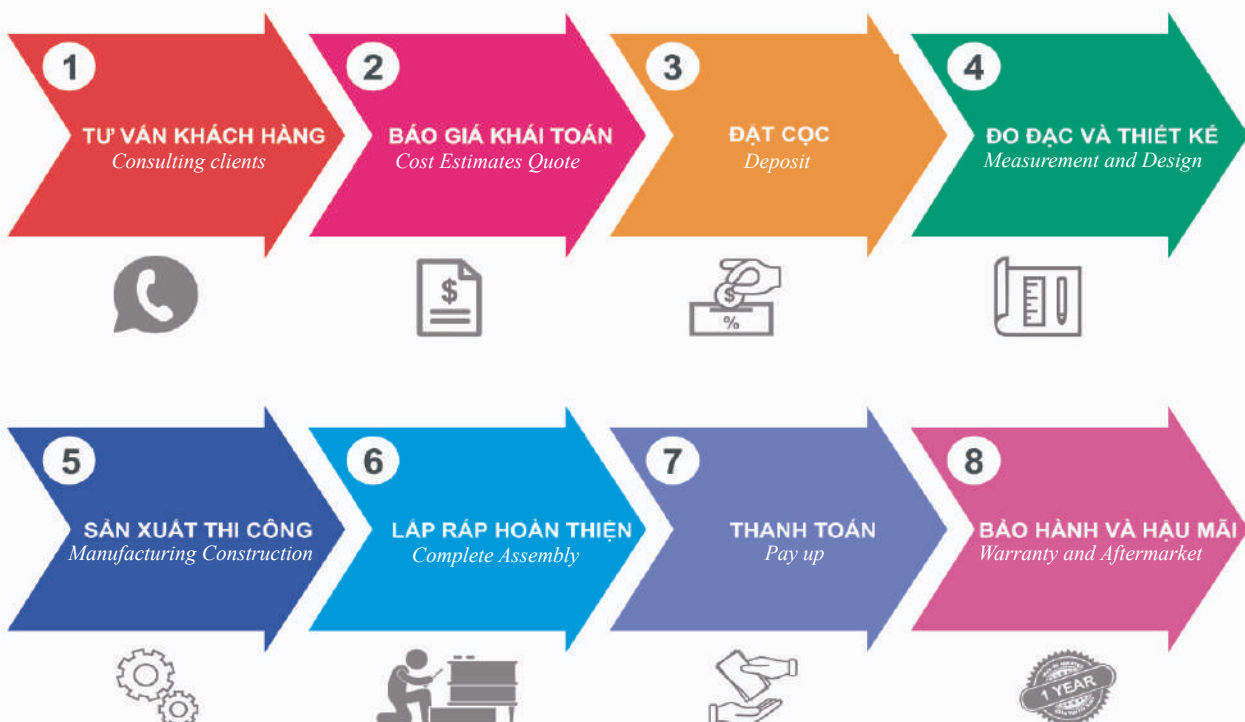 1
TƯ VẤN KHÁCH HÀNG
Consulting clients
2
BÁO GIÁ KHÁI TOÁN
Cost Estimates Quote
3
ĐẶT CỌC
Deposit
4
ĐO ĐẠC VÀ THIẾT KẾ
Measurement and Design
$
$
%
5
SẢN XUẤT THI CÔNG
Manufacturing Construction
6
LẮP RÁP HOÀN THIỆN
Complete Assembly
7
THANH TOÁN
Pay up
8
BẢO HÀNH VÀ HẬU MÃI
Warranty and Aftermarket
1 YEAR